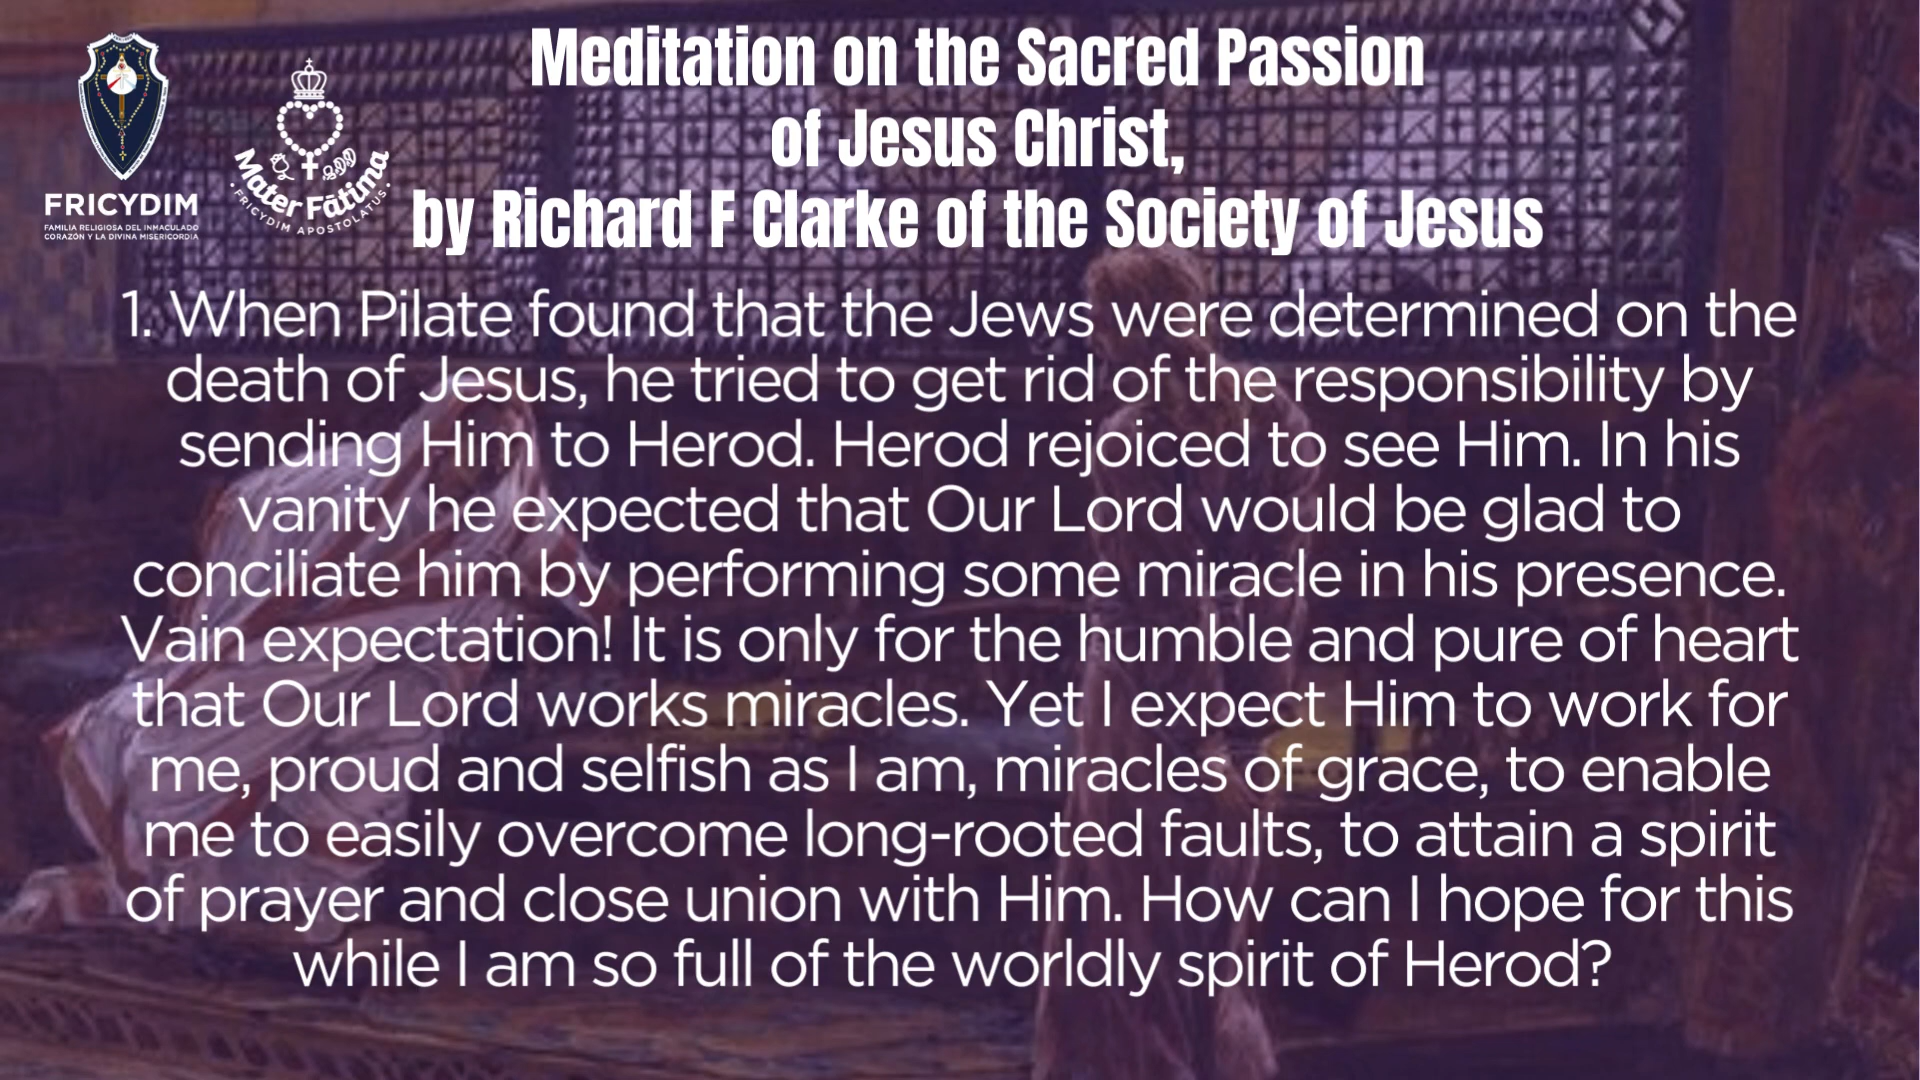 Meditation on the Sacred Passion
of Jesus Christ,
by Richard F Clarke of the Society of Jesus
FRICYDIM
FAMILIA RELIGIOSA DEL INMACULADO
CORAZÓN Y LA DIVINA MISERICORDIA
Mater Fātima
• FRICYDIM APOSTOLATUS •
1. When Pilate found that the Jews were determined on the
death of Jesus, he tried to get rid of the responsibility by
sending Him to Herod. Herod rejoiced to see Him. In his
vanity he expected that Our Lord would be glad to
conciliate him by performing some miracle in his presence.
Vain expectation! It is only for the humble and pure of heart
that Our Lord works miracles. Yet I expect Him to work for
me, proud and selfish as I am, miracles of grace, to enable
me to easily overcome long-rooted faults, to attain a spirit
of prayer and close union with Him. How can I hope for this
while I am so full of the worldly spirit of Herod?